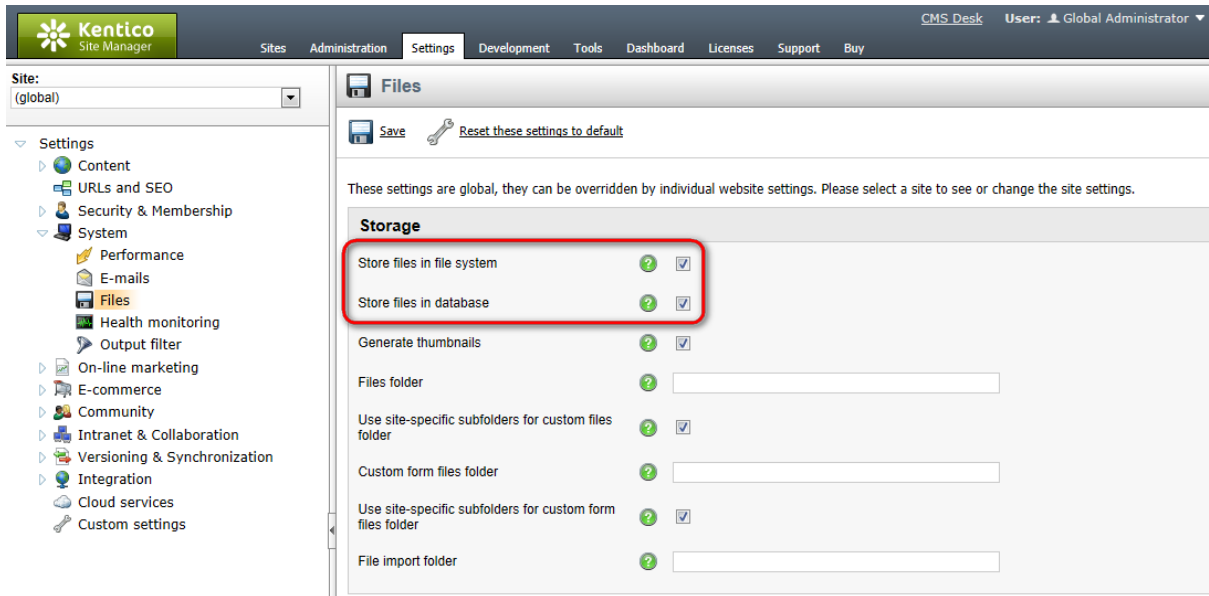 CMS Desk User: Global Administrator
Kentico
Site Manager
Sites Administration Settings Development Tools Dashboard Licenses Support Buy
Site:
(global)
Settings
Content
URLs and SEO
Security & Membership
System
Performance
E-mails
Files
Health monitoring
Output filter
On-line marketing
E-commerce
Community
Intranet & Collaboration
Versioning & Synchronization
Integration
Cloud services
Custom settings
Files
Save Reset these settings to default
These settings are global, they can be overridden by individual website settings. Please select a site to see or change the site settings.
Storage
Store files in file system ?
Store files in database ?
Generate thumbnails ?
Files folder ?
Use site-specific subfolders for custom files
folder ?
Custom form files folder ?
Use site-specific subfolders for custom form
files folder ?
File import folder ?